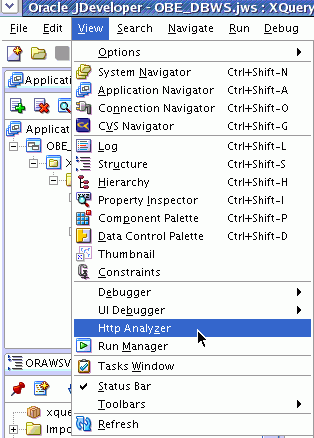 Oracle JDeveloper - OBE_DBWS.jws : XQuery
File Edit View Search Navigate Run Debug
Options
System Navigator Ctrl+Shift-N
Applicati
Application Navigator Ctrl+Shift-A
Connection Navigator Ctrl+Shift-O
CVS Navigator Ctrl+Shift-G
Applicat
OBE_
Log Ctrl+Shift-L
X
Structure Ctrl+Shift-S
Hierarchy Ctrl+Shift-H
Property Inspector Ctrl+Shift-I
Component Palette Ctrl+Shift-P
Data Control Palette Ctrl+Shift-D
Thumbnail
Constraints
Debugger
UI Debugger
Http Analyzer
Run Manager
ORAWSV
Tasks Window
Status Bar
Toolbars
xque
Refresh
Impo